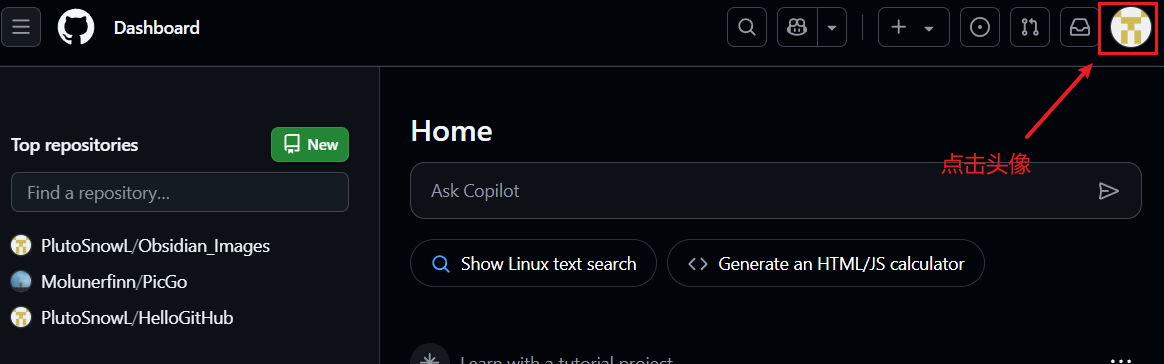 Dashboard
Top repositories
New
Find a repository...
PlutoSnowL/Obsidian_Images
Molunerfinn/PicGo
PlutoSnowL/HelloGitHub
Home
点击头像
Ask Copilot
Show Linux text search
Generate an HTML/JS calculator
Learn with a tutorial project